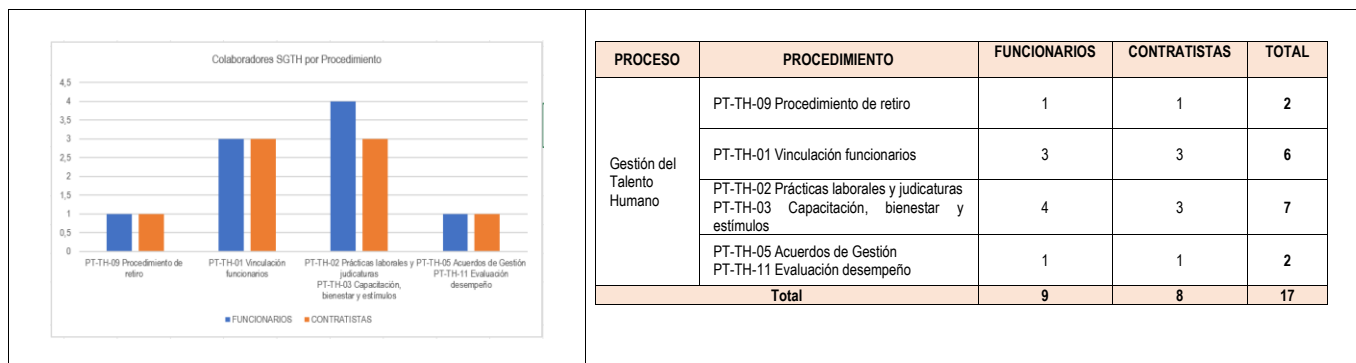 Colaboradores SGTH por Procedimiento
4,5
4
3,5
3
2,5
2
1,5
1
0,5
0
PT-TH-09 Procedimiento de
retiro
PT-TH-01 Vinculación
funcionarios
PT-TH-02 Prácticas laborales y
judicaturas
PT-TH-03 Capacitación,
bienestar y estímulos
PT-TH-05 Acuerdos de Gestión
PT-TH-11 Evaluación
desempeño
FUNCIONARIOS CONTRATISTAS
PROCESO PROCEDIMIENTO FUNCIONARIOS CONTRATISTAS TOTAL
Gestión del
Talento
Humano
PT-TH-09 Procedimiento de retiro 1 1 2
PT-TH-01 Vinculación funcionarios 3 3 6
PT-TH-02 Prácticas laborales y judicaturas
PT-TH-03 Capacitación, bienestar y
estímulos
4 3 7
PT-TH-05 Acuerdos de Gestión
PT-TH-11 Evaluación desempeño
1 1 2
Total 9 8 17